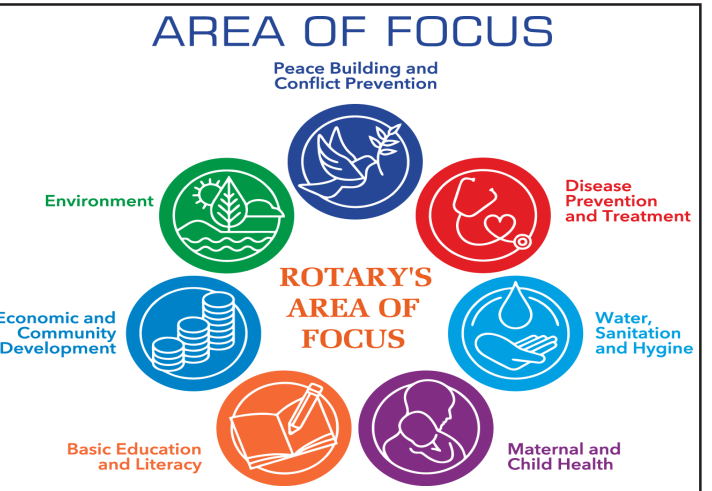 AREA OF FOCUS
Peace Building and
Conflict Prevention
Disease
Prevention
and Treatment
Environment
ROTARY'S
AREA OF
FOCUS
Economic and
Community
Development
Water,
Sanitation
and Hygine
Basic Education
and Literacy
Maternal and
Child Health